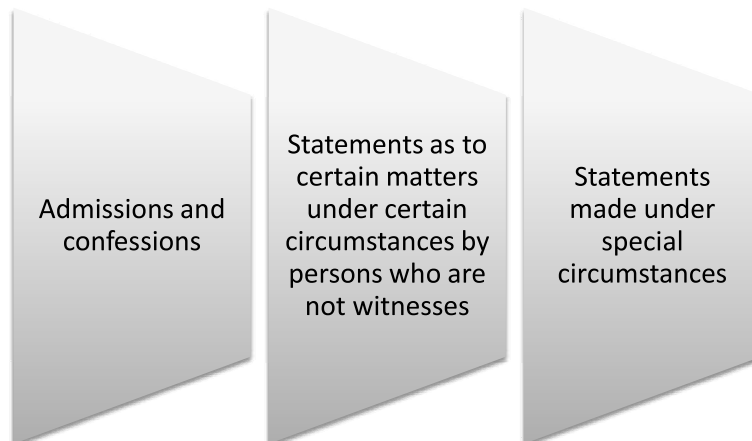 Admissions and
confessions
Statements as to
certain matters
under certain
circumstances by
persons who are
not witnesses
Statements
made under
special
circumstances